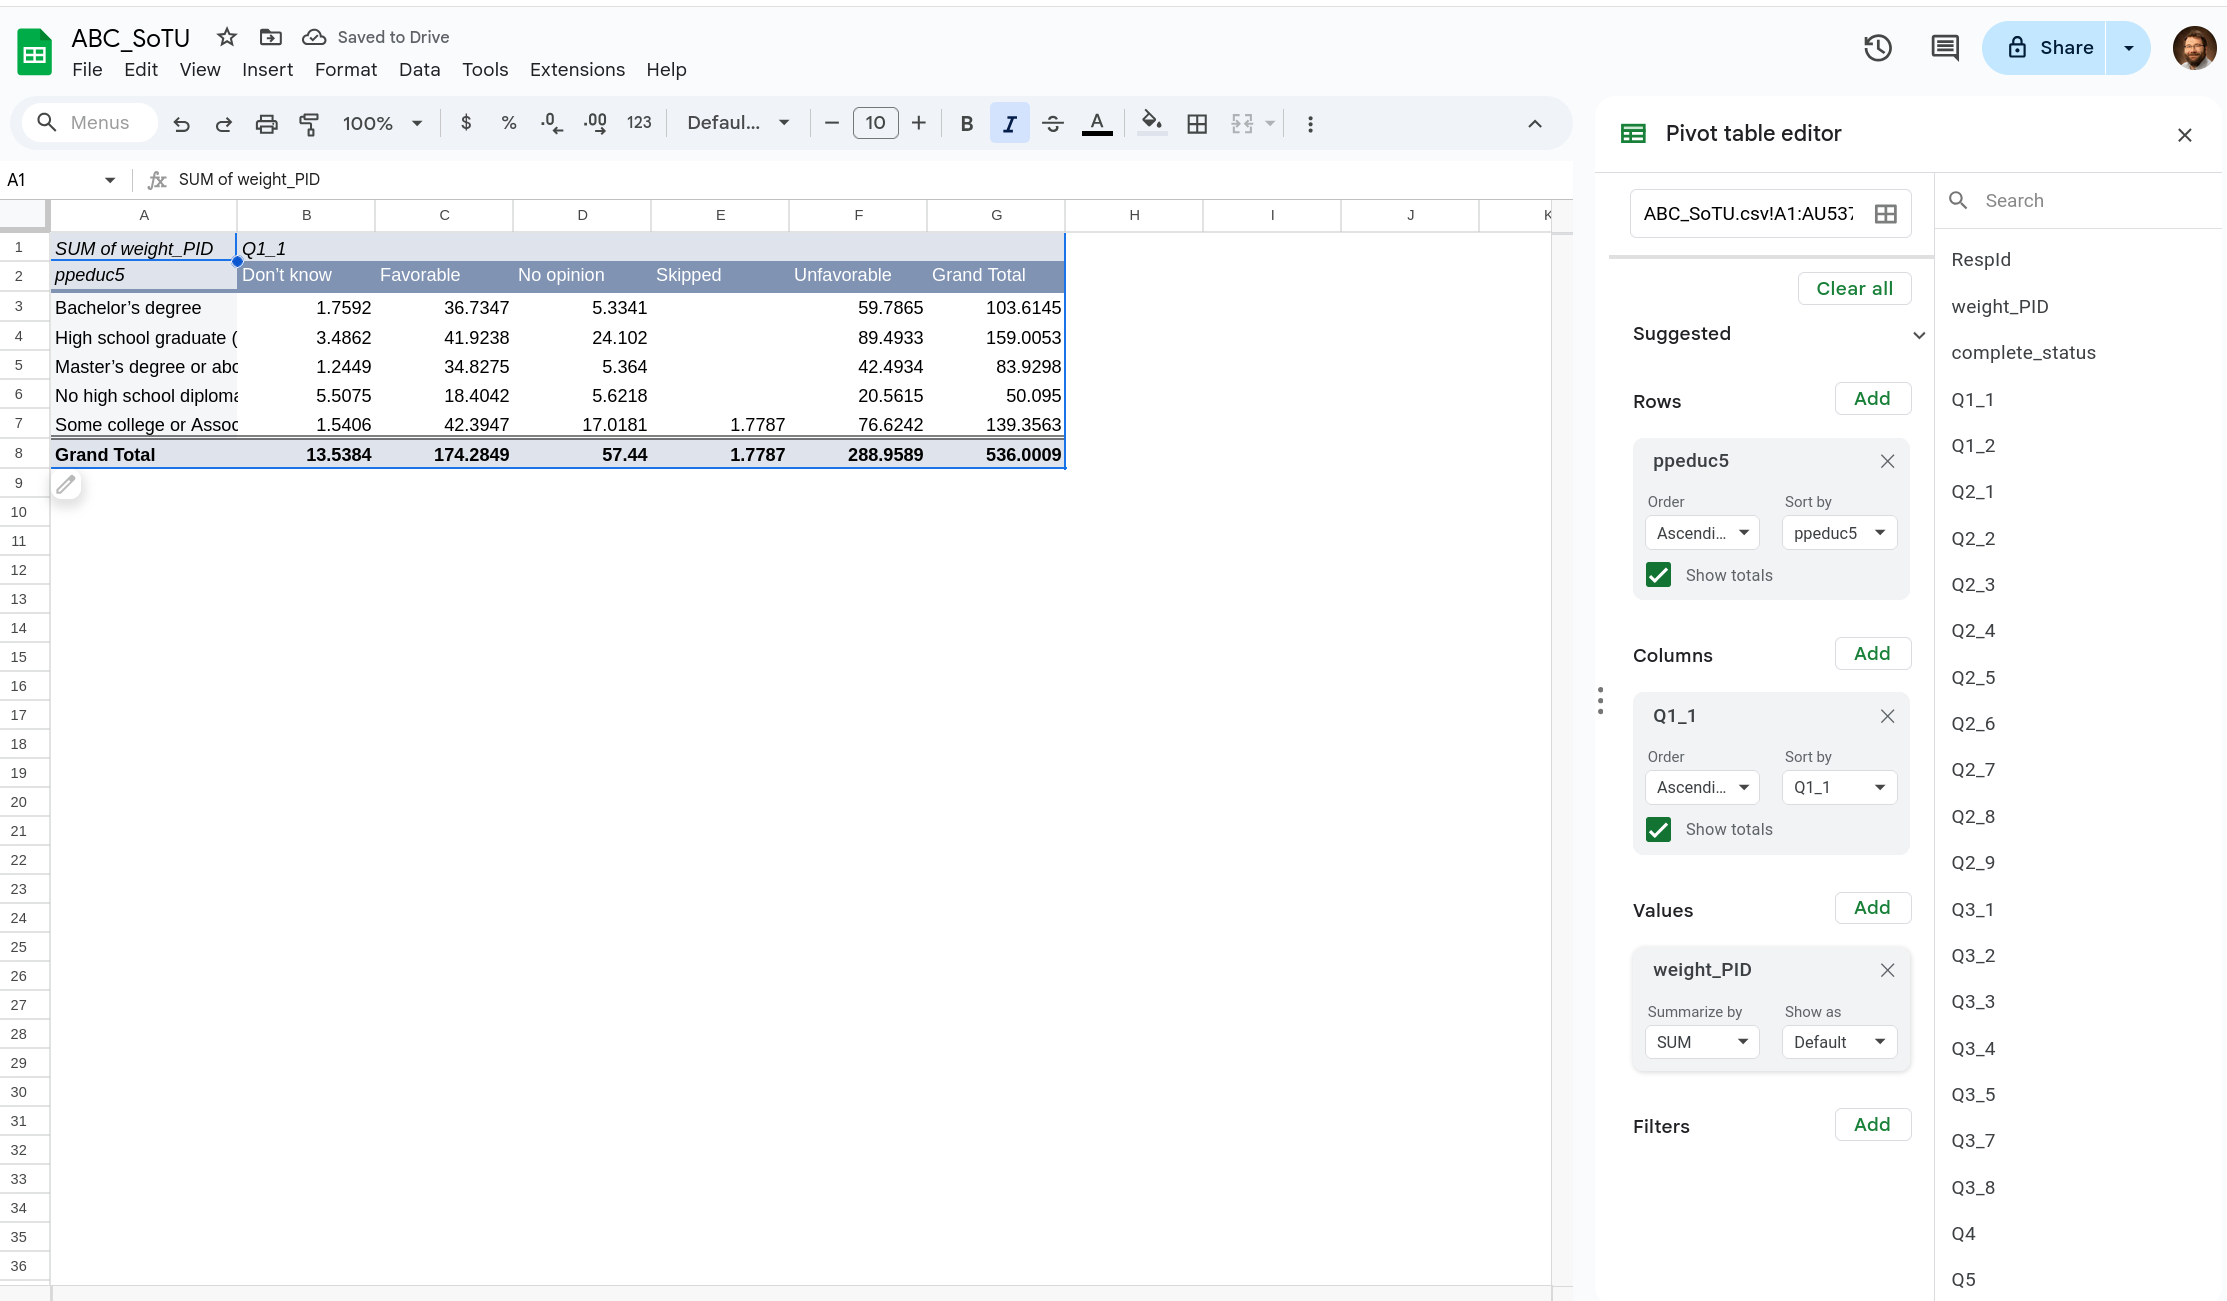 ABC_SoTU Saved to Drive
File Edit View Insert Format Data Tools Extensions Help
Share
Menus 100% $ % .0 .00 123 Defaul... 10 B I A
A1 SUM of weight_PID
A B C D E F G H I J K
1 SUM of weight_PID Q1_1
2 ppeduc5 Don't know Favorable No opinion Skipped Unfavorable Grand Total
3 Bachelor's degree 1.7592 36.7347 5.3341 59.7865 103.6145
4 High school graduate ( 3.4862 41.9238 24.102 89.4933 159.0053
5 Master's degree or abo 1.2449 34.8275 5.364 42.4934 83.9298
6 No high school diploma 5.5075 18.4042 5.6218 20.5615 50.095
7 Some college or Assoc 1.5406 42.3947 17.0181 1.7787 76.6242 139.3563
8 Grand Total 13.5384 174.2849 57.44 1.7787 288.9589 536.0009
9
10
11
12
13
14
15
16
17
18
19
20
21
22
23
24
25
26
27
28
29
30
31
32
33
34
35
36
Pivot table editor
ABC_SoTU.csv!A1:AU537
Clear all
Suggested
Rows Add
ppeduc5
Order Sort by
Ascendi... ppeduc5
Show totals
Columns Add
Q1_1
Order Sort by
Ascendi... Q1_1
Show totals
Values Add
weight_PID
Summarize by Show as
SUM Default
Filters Add
Search
RespId
weight_PID
complete_status
Q1_1
Q1_2
Q2_1
Q2_2
Q2_3
Q2_4
Q2_5
Q2_6
Q2_7
Q2_8
Q2_9
Q3_1
Q3_2
Q3_3
Q3_4
Q3_5
Q3_7
Q3_8
Q4
Q5